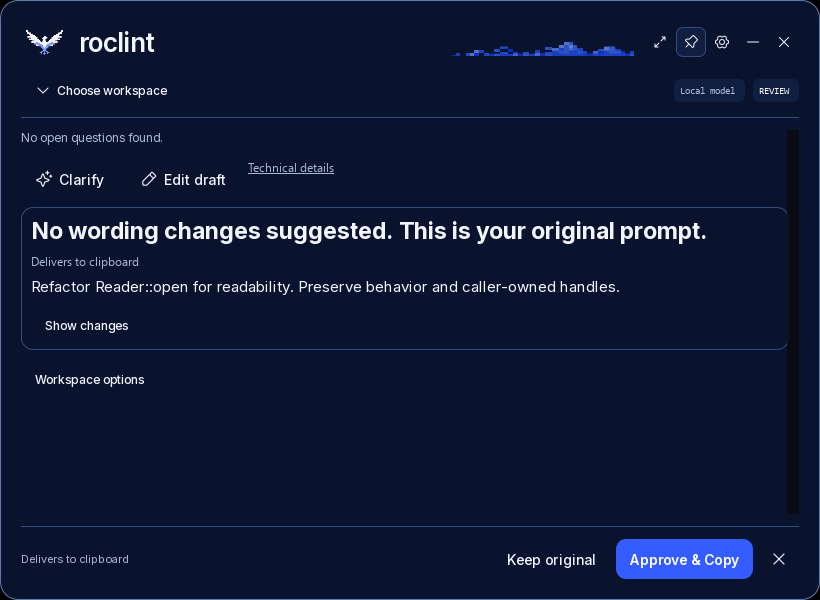 roclint
Choose workspace
Local model
REVIEW
No open questions found.
Clarify
Edit draft
Technical details
No wording changes suggested. This is your original prompt.
Delivers to clipboard
Refactor Reader::open for readability. Preserve behavior and caller-owned handles.
Show changes
Workspace options
Delivers to clipboard
Keep original
Approve & Copy